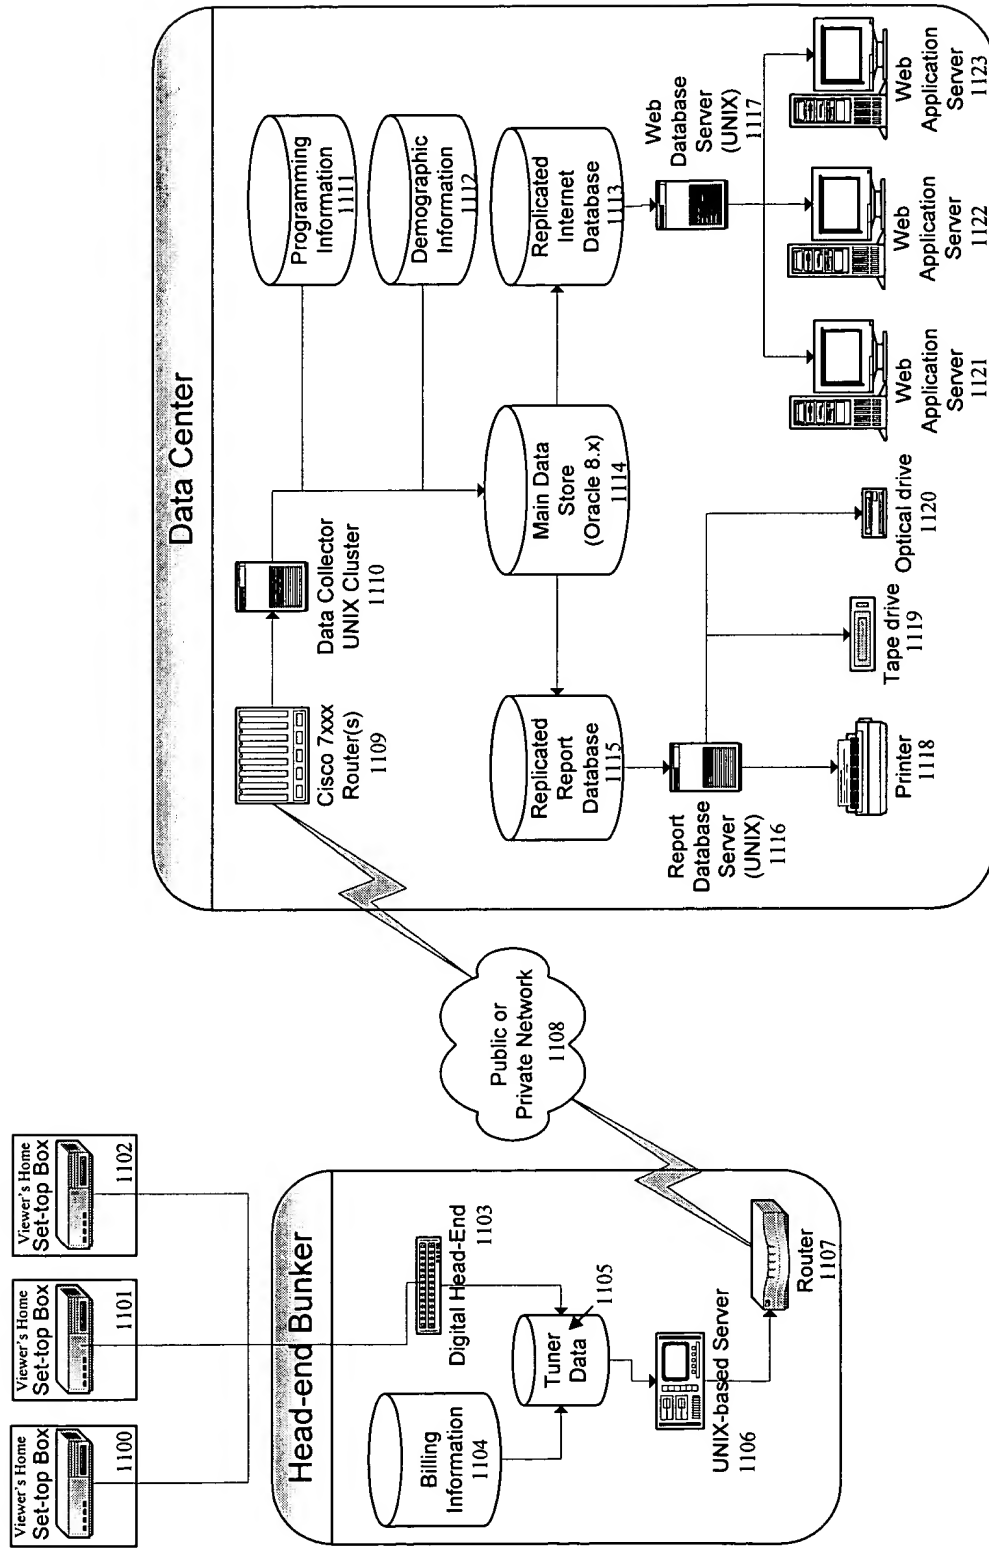 Viewer's Home
Set-top Box
1100
Viewer's Home
Set-top Box
1101
Viewer's Home
Set-top Box
1102
Head-end Bunker
Billing
Information
1104
Digital Head-End
1103
Tuner
Data
1105
UNIX-based Server
1106
Router
1107
Public or
Private Network
1108
Data Center
Cisco 7xxx
Router(s)
1109
Data Collector
UNIX Cluster
1110
Programming
Information
1111
Demographic
Information
1112
Replicated
Report
Database
1115
Main Data
Store
(Oracle 8.x)
1114
Replicated
Internet
Database
1113
Report
Database
Server
(UNIX)
1116
Web
Database
Server
(UNIX)
1117
Printer
1118
Tape drive
1119
Optical drive
1120
Web
Application
Server
1121
Web
Application
Server
1122
Web
Application
Server
1123